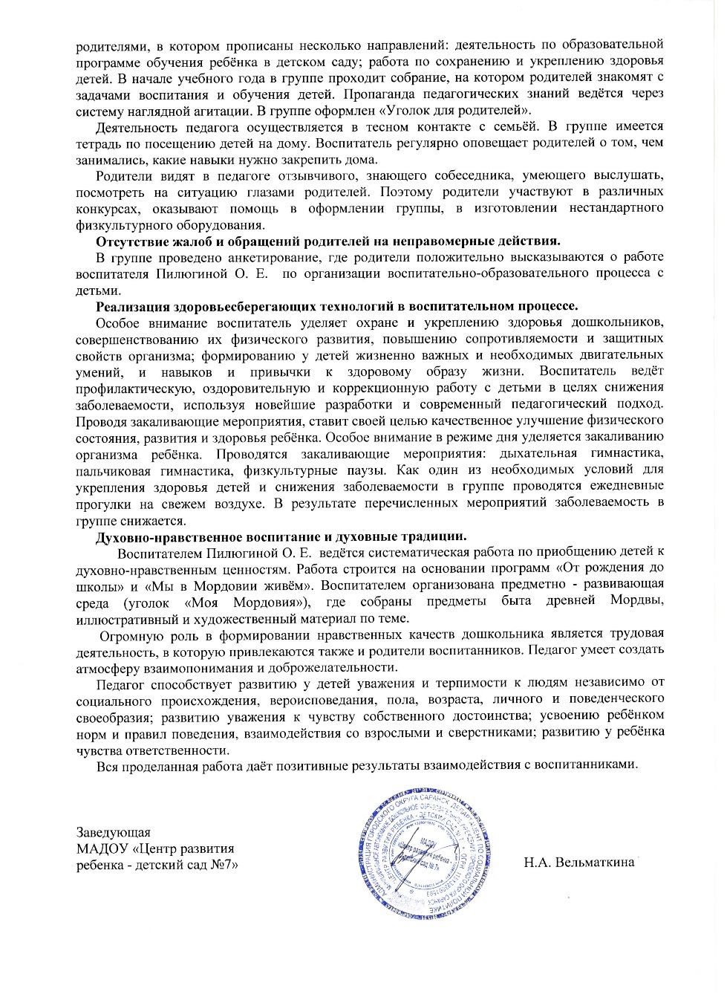 родителями, в котором прописаны несколько направлений: деятельность по образовательной
программе обучения ребёнка в детском саду; работа по сохранению и укреплению здоровья
детей. В начале учебного года в группе проходит собрание, на котором родителей знакомят с
задачами воспитания и обучения детей. Пропаганда педагогических знаний ведётся через
систему наглядной агитации. В группе оформлен «Уголок для родителей».
Деятельность педагога осуществляется в тесном контакте с семьёй. В группе имеется
тетрадь по посещению детей на дому. Воспитатель регулярно оповещает родителей о том, чем
занимались, какие навыки нужно закрепить дома.
Родители видят в педагоге отзывчивого, знающего собеседника, умеющего выслушать,
посмотреть на ситуацию глазами родителей. Поэтому родители участвуют в различных
конкурсах, оказывают помощь в оформлении группы, в изготовлении нестандартного
физкультурного оборудования.
Отсутствие жалоб и обращений родителей на неправомерные действия.
В группе проведено анкетирование, где родители положительно высказываются о работе
воспитателя Пилюгиной О. Е. по организации воспитательно-образовательного процесса с
детьми.
Реализация здоровьесберегающих технологий в воспитательном процессе.
Особое внимание воспитатель уделяет охране и укреплению здоровья дошкольников,
совершенствованию их физического развития, повышению сопротивляемости и защитных
свойств организма; формированию у детей жизненно важных и необходимых двигательных
умений, и навыков и привычки к здоровому образу жизни. Воспитатель ведёт
профилактическую, оздоровительную и коррекционную работу с детьми в целях снижения
заболеваемости, используя новейшие разработки и современный педагогический подход.
Проводя закаливающие мероприятия, ставит своей целью качественное улучшение физического
состояния, развития и здоровья ребёнка. Особое внимание в режиме дня уделяется закаливанию
организма ребёнка. Проводятся закаливающие мероприятия: дыхательная гимнастика,
пальчиковая гимнастика, физкультурные паузы. Как один из необходимых условий для
укрепления здоровья детей и снижения заболеваемости в группе проводятся ежедневные
прогулки на свежем воздухе. В результате перечисленных мероприятий заболеваемость в
группе снижается.
Духовно-нравственное воспитание и духовные традиции.
Воспитателем Пилюгиной О. Е. ведётся систематическая работа по приобщению детей к
духовно-нравственным ценностям. Работа строится на основании программ «От рождения до
школы» и «Мы в Мордовии живём». Воспитателем организована предметно - развивающая
среда (уголок «Моя Мордовия»), где собраны предметы быта древней Мордвы,
иллюстративный и художественный материал по теме.
Огромную роль в формировании нравственных качеств дошкольника является трудовая
деятельность, в которую привлекаются также и родители воспитанников. Педагог умеет создать
атмосферу взаимопонимания и доброжелательности.
Педагог способствует развитию у детей уважения и терпимости к людям независимо от
социального происхождения, вероисповедания, пола, возраста, личного и поведенческого
своеобразия; развитию уважения к чувству собственного достоинства; усвоению ребёнком
норм и правил поведения, взаимодействия со взрослыми и сверстниками; развитию у ребёнка
чувства ответственности.
Вся проделанная работа даёт позитивные результаты взаимодействия с воспитанниками.
Заведующая
МАДОУ «Центр развития
ребенка - детский сад №7»
АДМИНИСТРАЦИЯ ГОРОДСКОГО ОКРУГА САРАНСК ДЕПАРТАМЕНТ ПО СОЦИАЛЬНОЙ ПОЛИТИКЕ
МАДОУ
«Центр развития ребенка -
детский сад №7»
Н.А. Вельматкина